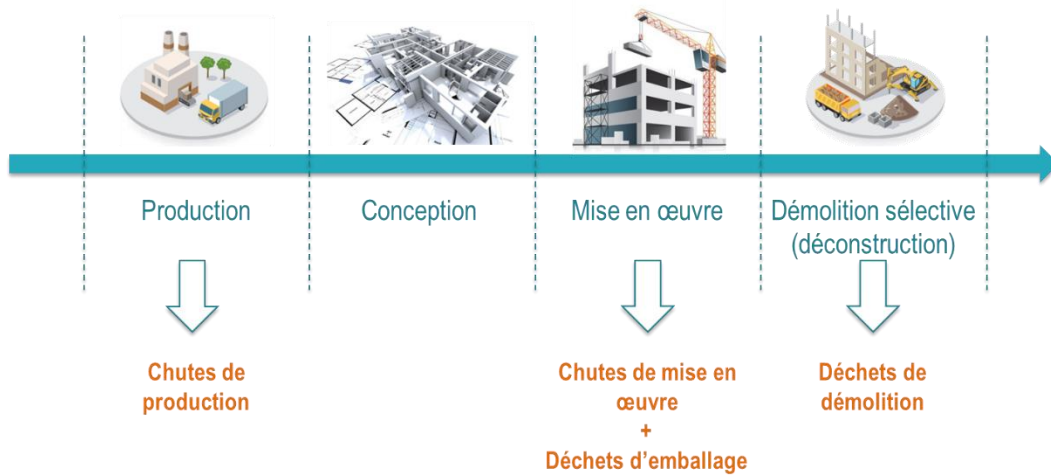 Production
Conception
Mise en œuvre
Démolition sélective
(déconstruction)
Chutes de
production
Chutes de mise en
œuvre
+
Déchets d’emballage
Déchets de
démolition